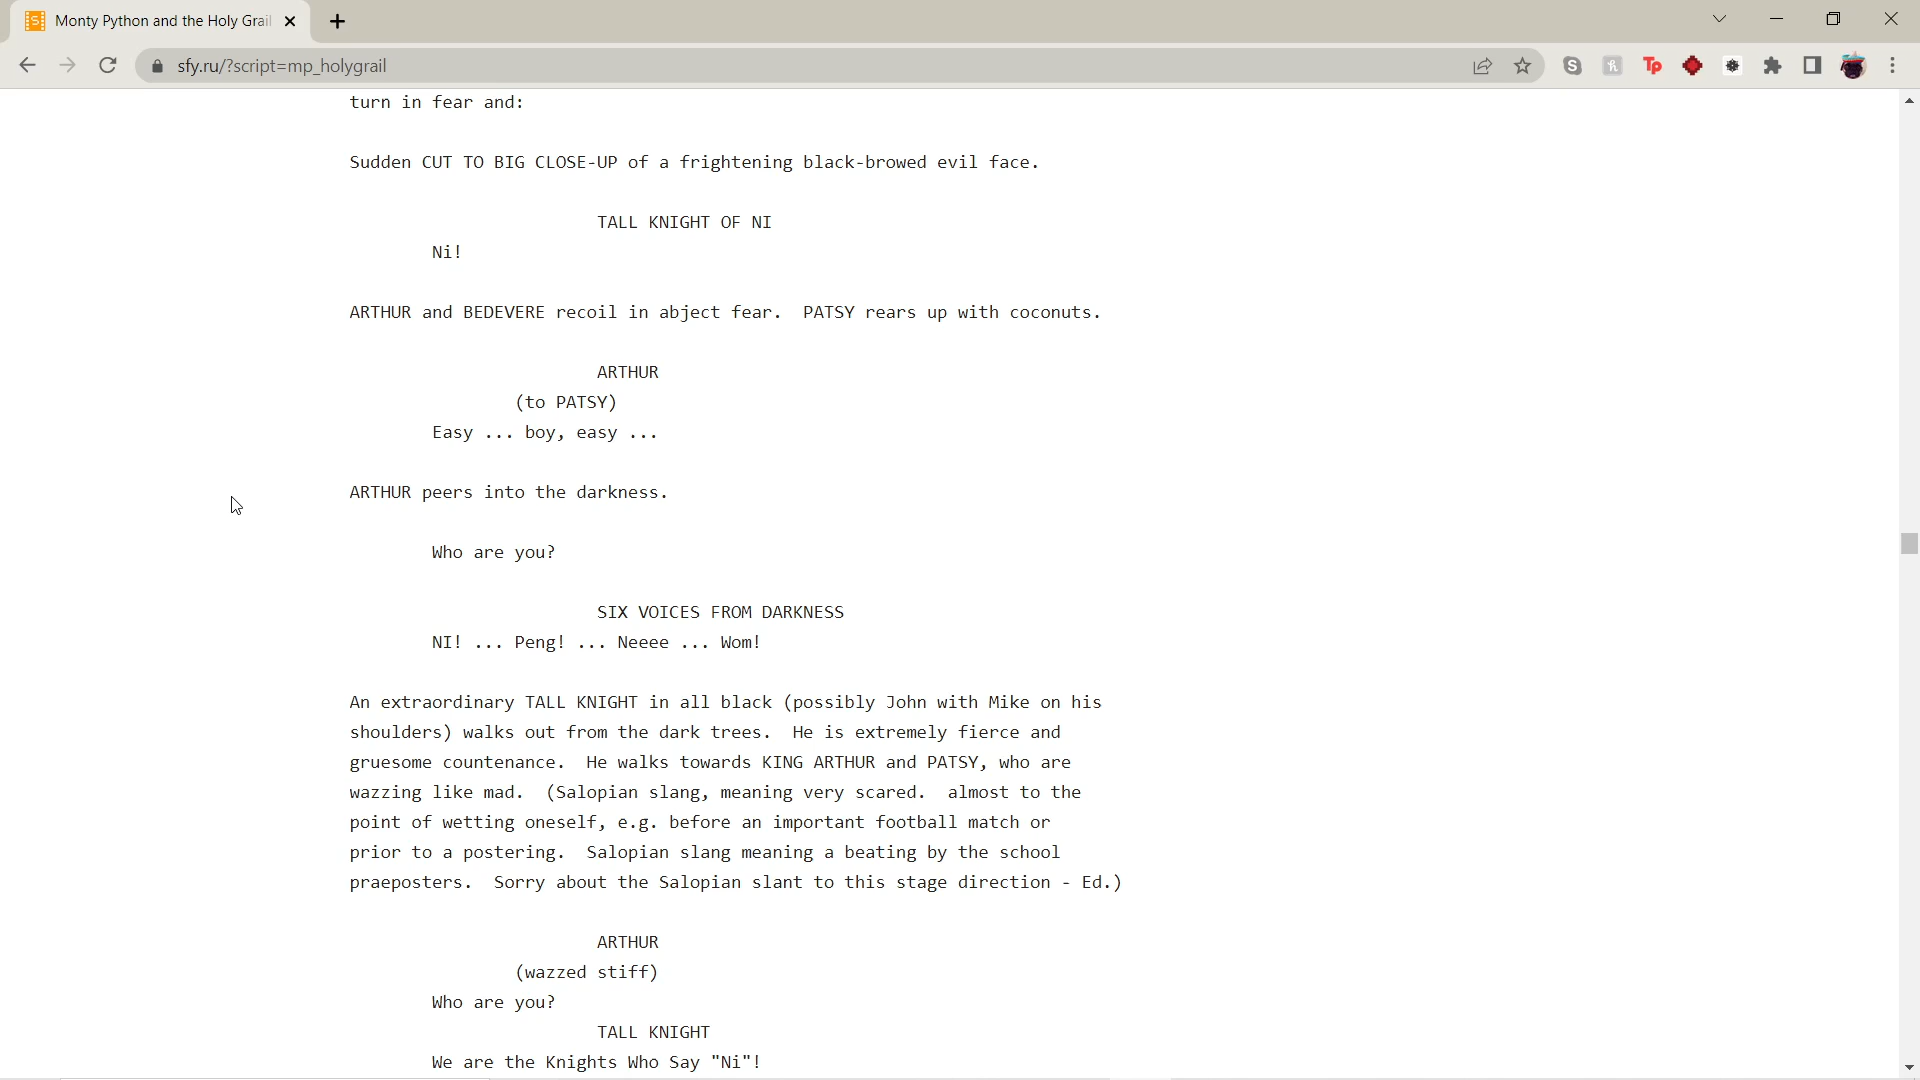 Monty Python and the Holy Grail
sfy.ru/?script=mp_holygrail
turn in fear and:
Sudden CUT TO BIG CLOSE-UP of a frightening black-browed evil face.
TALL KNIGHT OF NI
Ni!
ARTHUR and BEDEVERE recoil in abject fear.  PATSY rears up with coconuts.
ARTHUR
(to PATSY)
Easy ... boy, easy ...
ARTHUR peers into the darkness.
Who are you?
SIX VOICES FROM DARKNESS
NI! ... Peng! ... Neeee ... Wom!
An extraordinary TALL KNIGHT in all black (possibly John with Mike on his
shoulders) walks out from the dark trees.  He is extremely fierce and
gruesome countenance.  He walks towards KING ARTHUR and PATSY, who are
wazzing like mad.  (Salopian slang, meaning very scared.  almost to the
point of wetting oneself, e.g. before an important football match or
prior to a postering.  Salopian slang meaning a beating by the school
praeposters.  Sorry about the Salopian slant to this stage direction - Ed.)
ARTHUR
(wazzed stiff)
Who are you?
TALL KNIGHT
We are the Knights Who Say "Ni"!